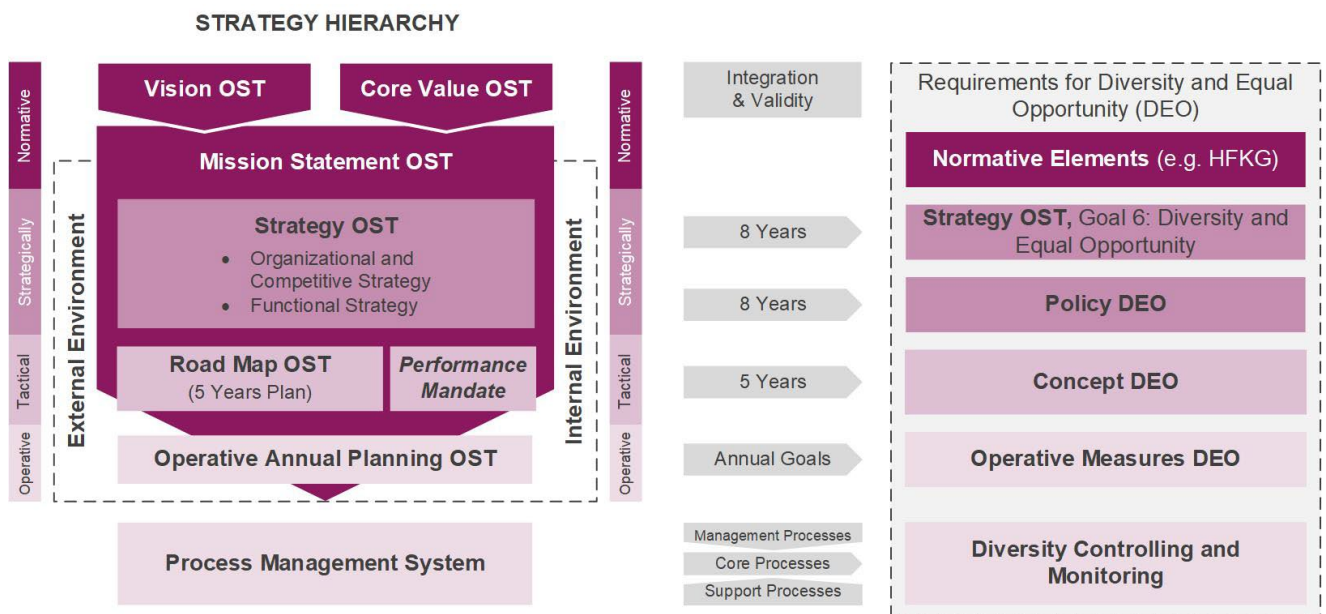 STRATEGY HIERARCHY
Normative
Strategically
Tactical
Operative
Vision OST
Core Value OST
Mission Statement OST
External Environment
Internal Environment
Strategy OST
• Organizational and
Competitive Strategy
• Functional Strategy
Road Map OST
(5 Years Plan)
Performance
Mandate
Operative Annual Planning OST
Process Management System
Normative
Strategically
Tactical
Operative
Integration
& Validity
8 Years
8 Years
5 Years
Annual Goals
Management Processes
Core Processes
Support Processes
Requirements for Diversity and Equal
Opportunity (DEO)
Normative Elements (e.g. HFKG)
Strategy OST, Goal 6: Diversity and
Equal Opportunity
Policy DEO
Concept DEO
Operative Measures DEO
Diversity Controlling and
Monitoring